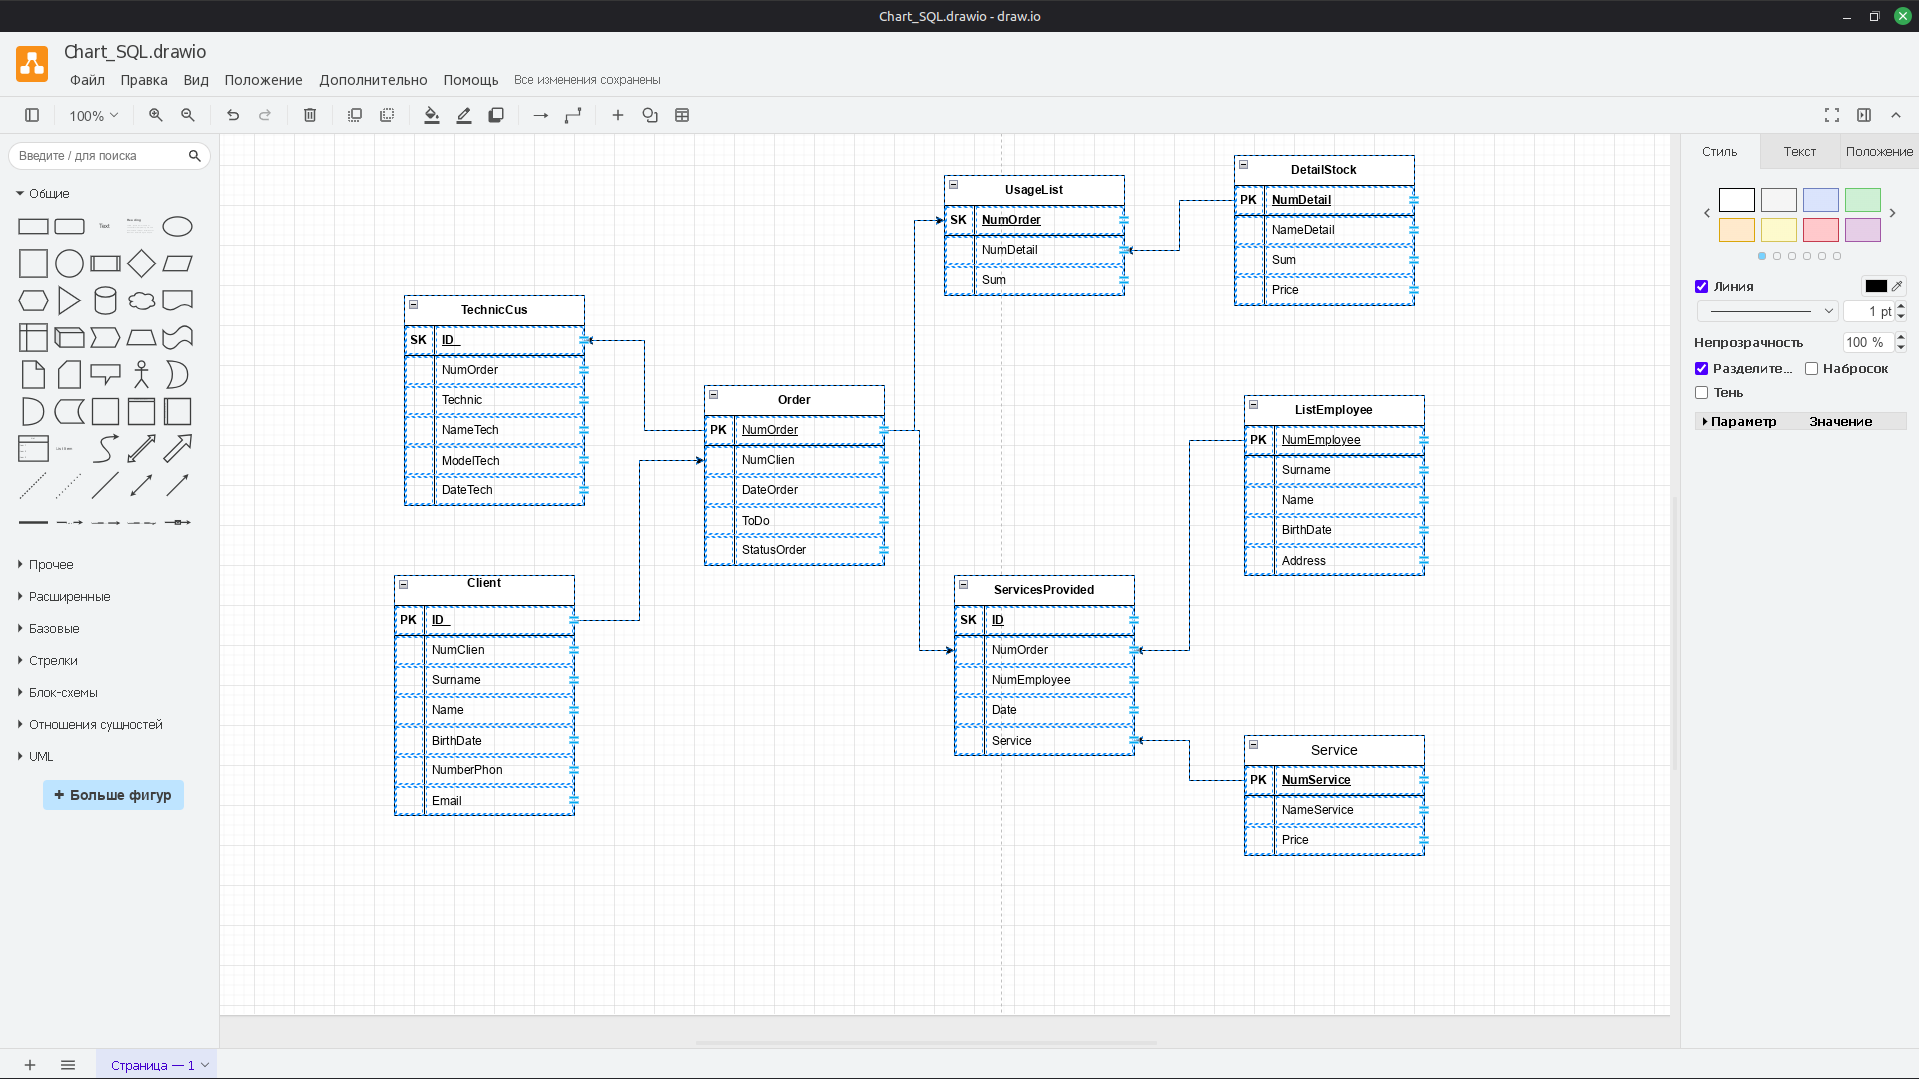 Chart_SQL.drawio - draw.io
Chart_SQL.drawio
Файл Правка Вид Положение Дополнительно Помощь Все изменения сохранены
100%
Введите / для поиска
Общие
Text
Прочее
Расширенные
Базовые
Стрелки
Блок-схемы
Отношения сущностей
UML
+ Больше фигур
TechnicCus
SK ID_
NumOrder
Technic
NameTech
ModelTech
DateTech
Client
PK ID_
NumClien
Surname
Name
BirthDate
NumberPhon
Email
Order
PK NumOrder
NumClien
DateOrder
ToDo
StatusOrder
UsageList
SK NumOrder
NumDetail
Sum
DetailStock
PK NumDetail
NameDetail
Sum
Price
ListEmployee
PK NumEmployee
Surname
Name
BirthDate
Address
ServicesProvided
SK ID
NumOrder
NumEmployee
Date
Service
Service
PK NumService
NameService
Price
Стиль Текст Положение
Линия
1 pt
Непрозрачность 100 %
Разделите... Набросок
Тень
Параметр Значение
Страница — 1